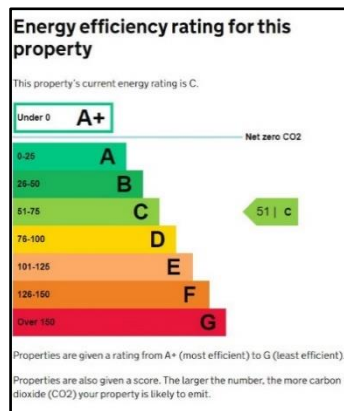 Energy efficiency rating for this
property
This property's current energy rating is C.
Under 0 A+
Net zero CO2
0-25 A
26-50 B
51-75 C 51 | C
76-100 D
101-125 E
126-150 F
Over 150 G
Properties are given a rating from A+ (most efficient) to G (least efficient).
Properties are also given a score. The larger the number, the more carbon
dioxide (CO2) your property is likely to emit.